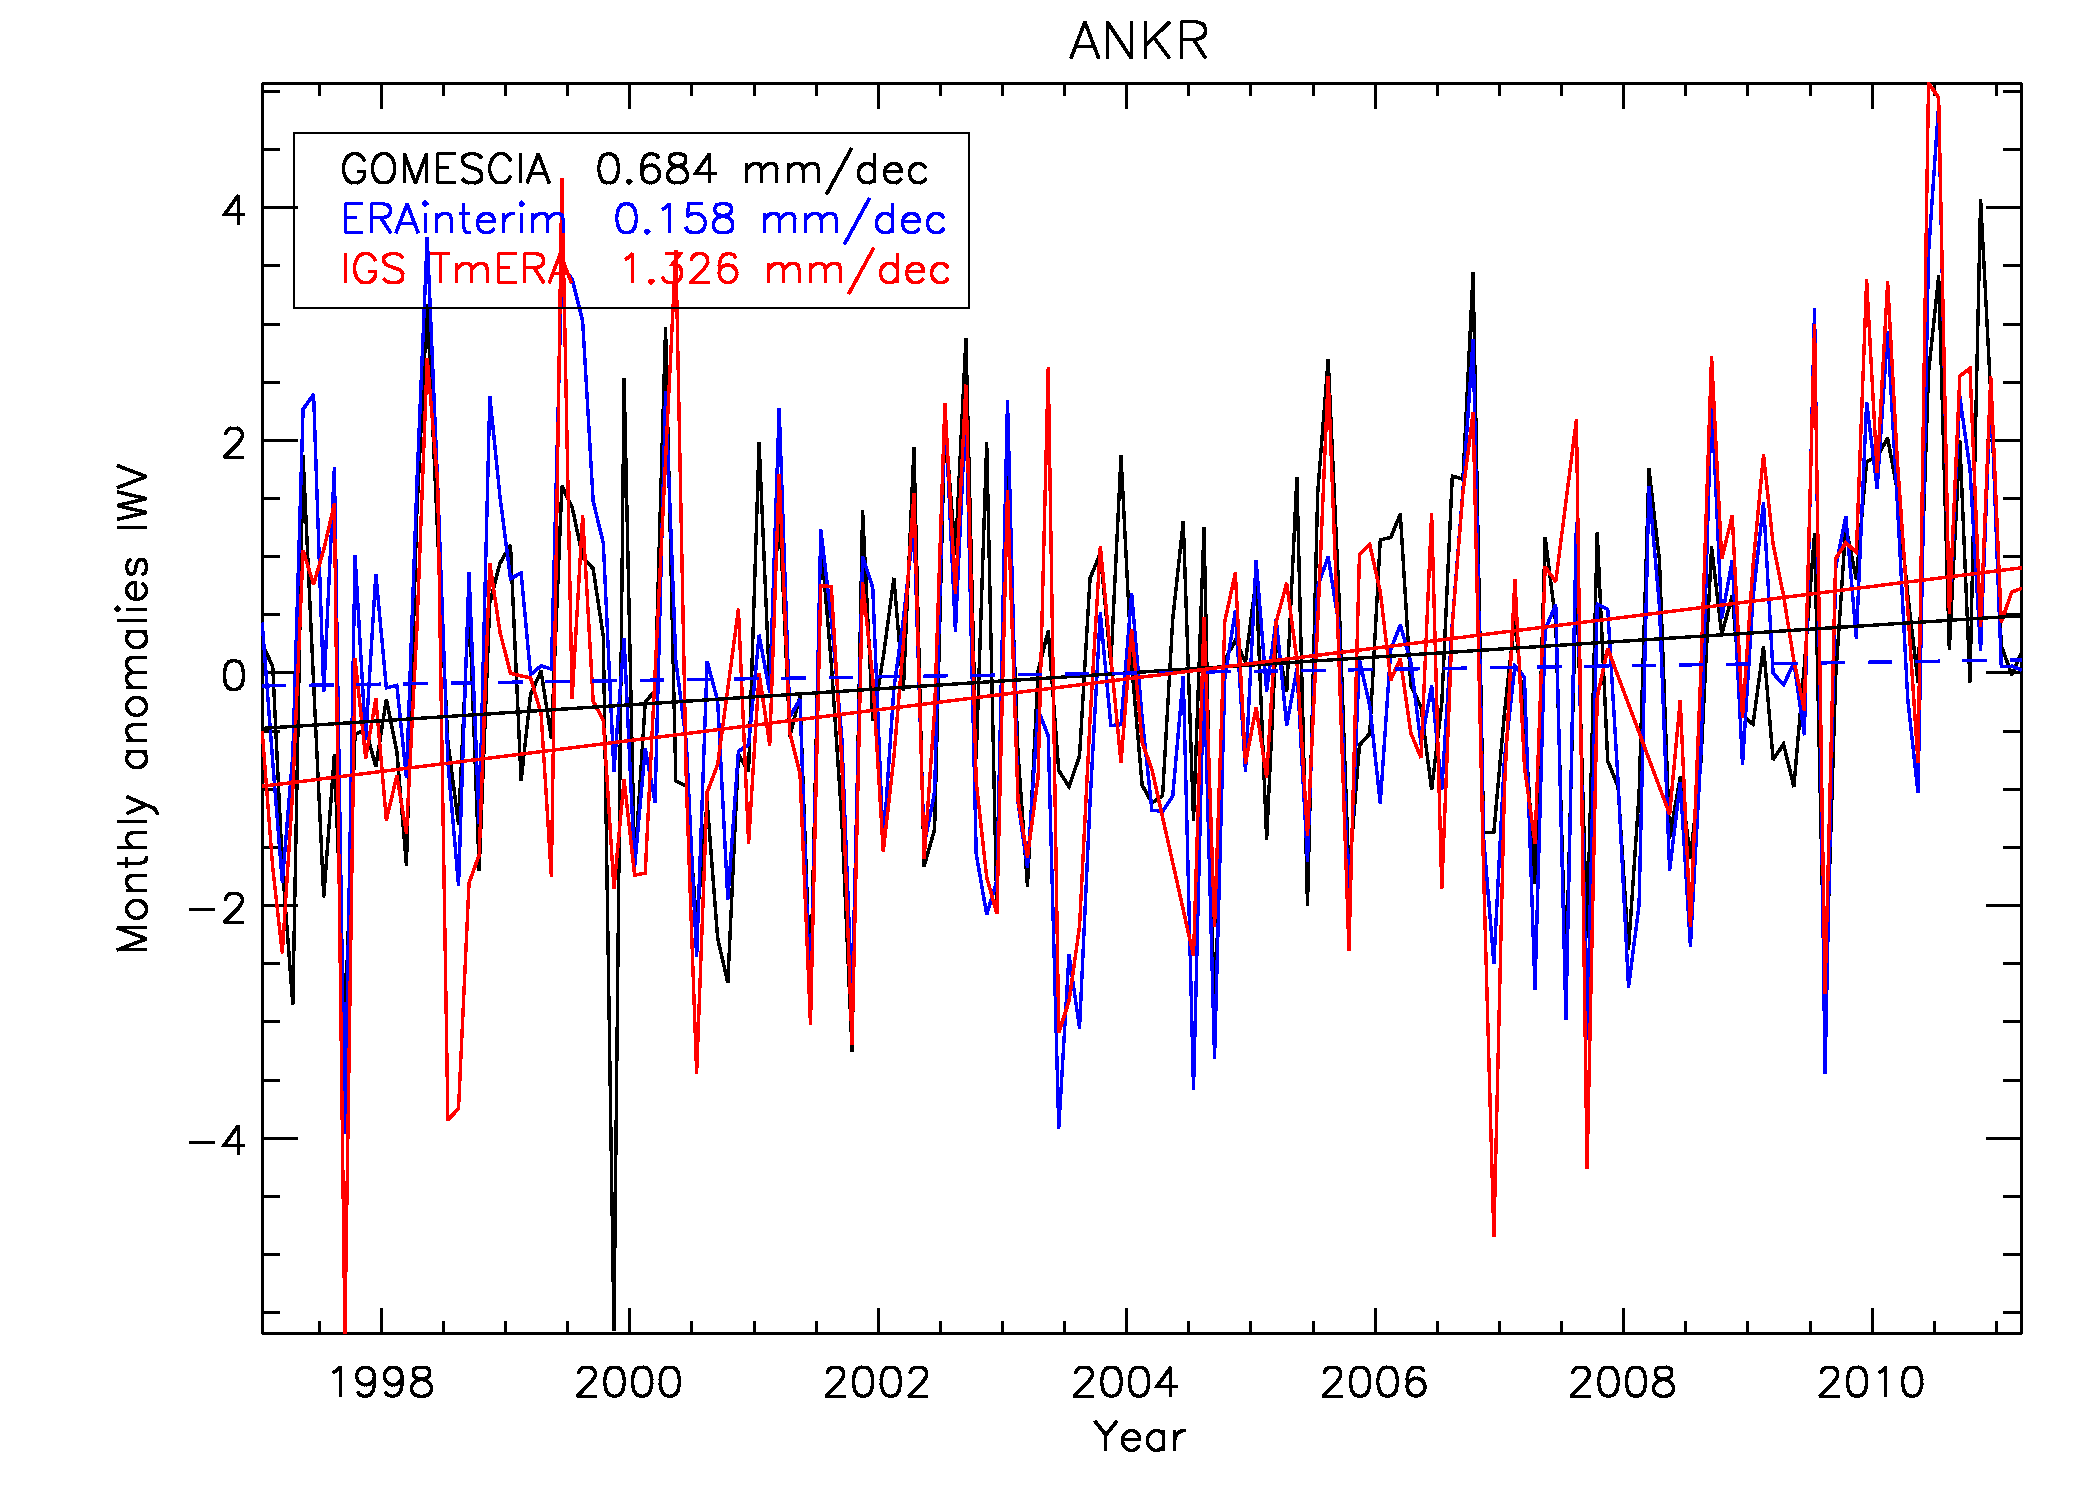 ANKR
GOMESCIA 0.684 mm/dec
ERAinterim 0.158 mm/dec
IGS TmERA 1.326 mm/dec
4
2
0
-2
-4
Monthly anomalies IWV
1998 2000 2002 2004 2006 2008 2010
Year